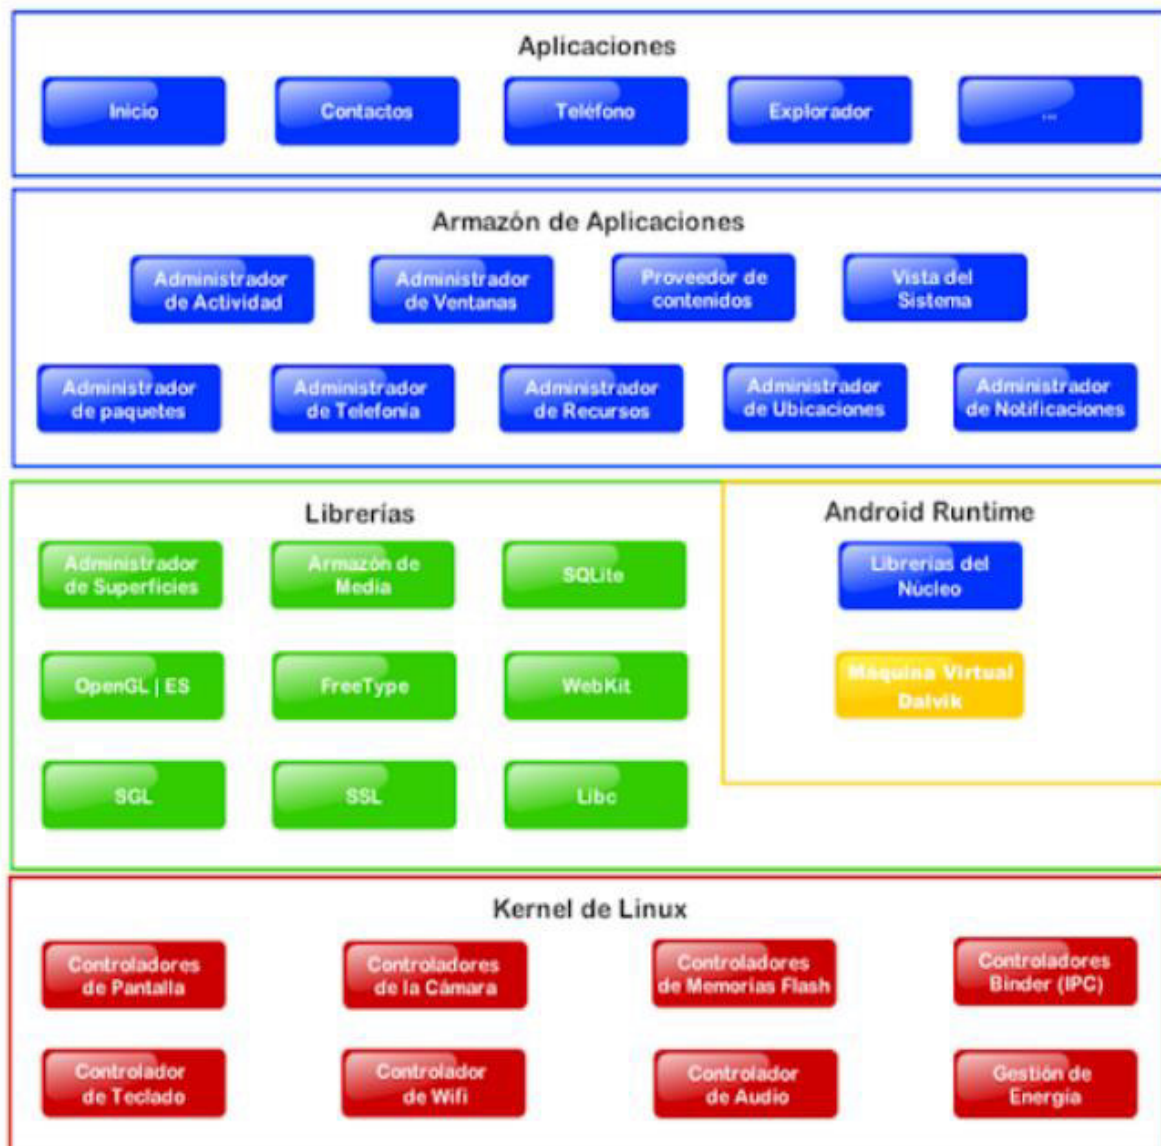 Aplicaciones
Inicio
Contactos
Teléfono
Explorador
...
Armazón de Aplicaciones
Administrador
de Actividad
Administrador
de Ventanas
Proveedor de
contenidos
Vista del
Sistema
Administrador
de paquetes
Administrador
de Telefonía
Administrador
de Recursos
Administrador
de Ubicaciones
Administrador
de Notificaciones
Librerías
Administrador
de Superficies
Armazón de
Media
SQLite
OpenGL | ES
FreeType
WebKit
SGL
SSL
Libc
Android Runtime
Librerias del
Núcleo
Máquina Virtual
Dalvik
Kernel de Linux
Controladores
de Pantalla
Controladores
de la Cámara
Controladores
de Memorias Flash
Controladores
Binder (IPC)
Controlador
de Teclado
Controlador
de Wifi
Controlador
de Audio
Gestión de
Energía